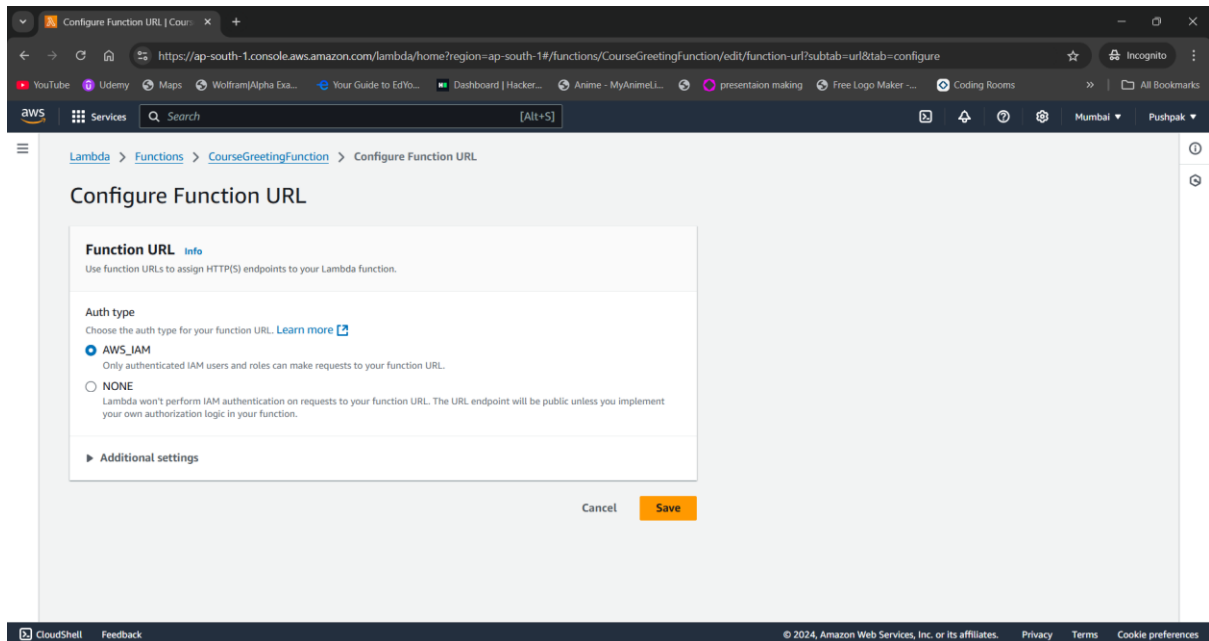 Configure Function URL | Cours
https://ap-south-1.console.aws.amazon.com/lambda/home?region=ap-south-1#/functions/CourseGreetingFunction/edit/function-url?subtab=url&tab=configure
Incognito
YouTube Udemy Maps Wolfram|Alpha Exa... Your Guide to EdYo... Dashboard | Hacker... Anime - MyAnimeLi... presentaion making Free Logo Maker -... Coding Rooms » All Bookmarks
aws Services Search [Alt+S] Mumbai Pushpak
Lambda > Functions > CourseGreetingFunction > Configure Function URL
Configure Function URL
Function URL Info
Use function URLs to assign HTTP(S) endpoints to your Lambda function.
Auth type
Choose the auth type for your function URL. Learn more
AWS_IAM
Only authenticated IAM users and roles can make requests to your function URL.
NONE
Lambda won't perform IAM authentication on requests to your function URL. The URL endpoint will be public unless you implement
your own authorization logic in your function.
Additional settings
Cancel Save
CloudShell Feedback © 2024, Amazon Web Services, Inc. or its affiliates. Privacy Terms Cookie preferences